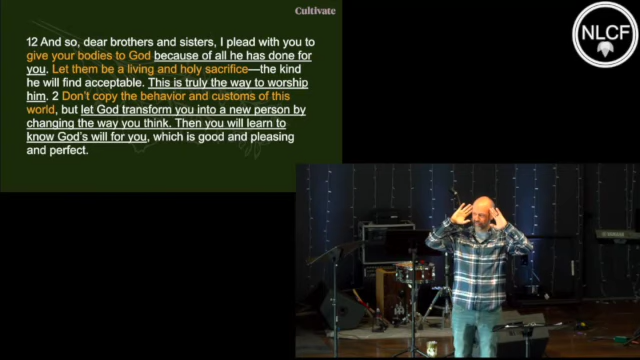 Cultivate
NLCF
12 And so, dear brothers and sisters, I plead with you to
give your bodies to God because of all he has done for
you. Let them be a living and holy sacrifice—the kind
he will find acceptable. This is truly the way to worship
him. 2 Don't copy the behavior and customs of this
world, but let God transform you into a new person by
changing the way you think. Then you will learn to
know God's will for you, which is good and pleasing
and perfect.